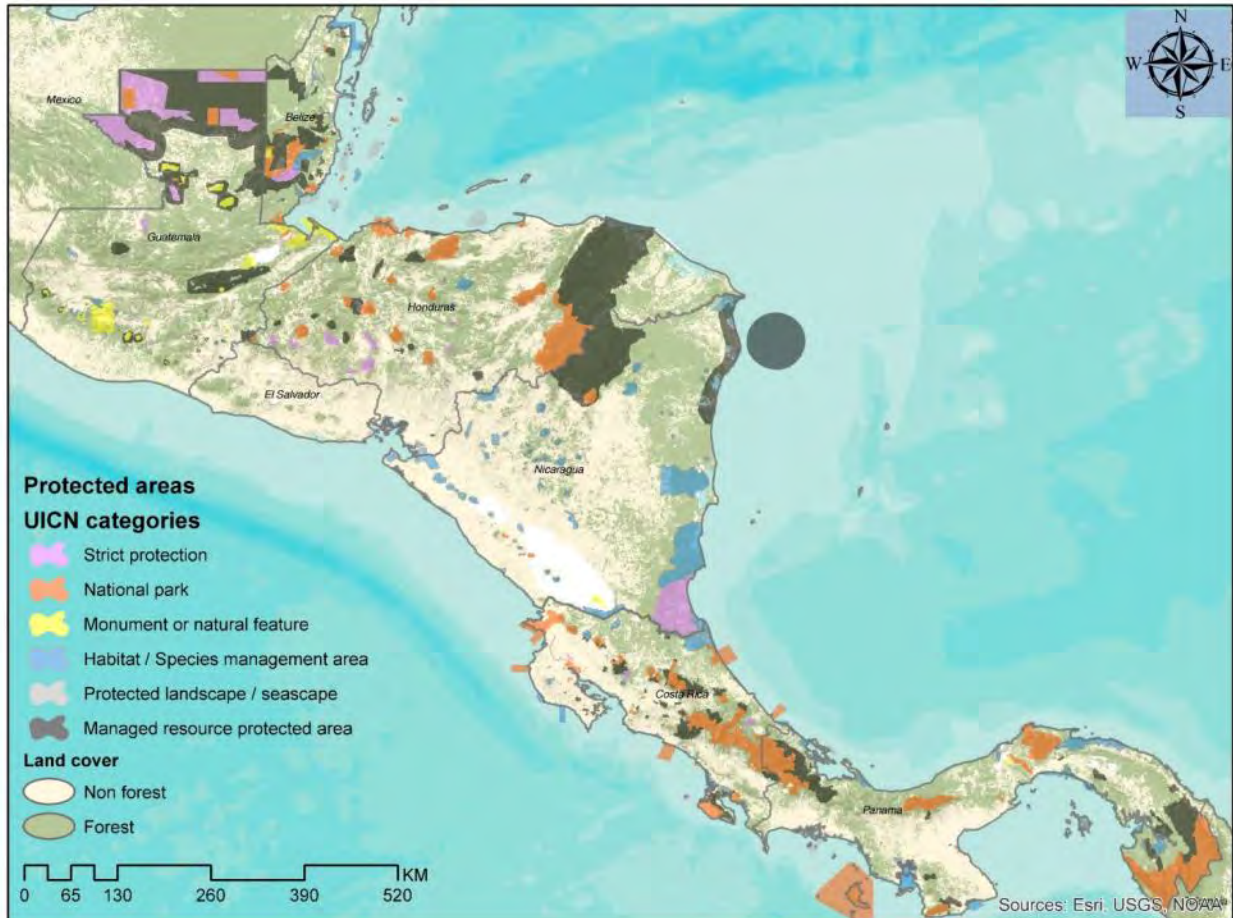 N
W E
S
Mexico
Belize
Guatemala
Honduras
El Salvador
Nicaragua
Costa Rica
Panama
Protected areas
UICN categories
Strict protection
National park
Monument or natural feature
Habitat / Species management area
Protected landscape / seascape
Managed resource protected area
Land cover
Non forest
Forest
KM
0 65 130 260 390 520
Sources: Esri, USGS, NOAA